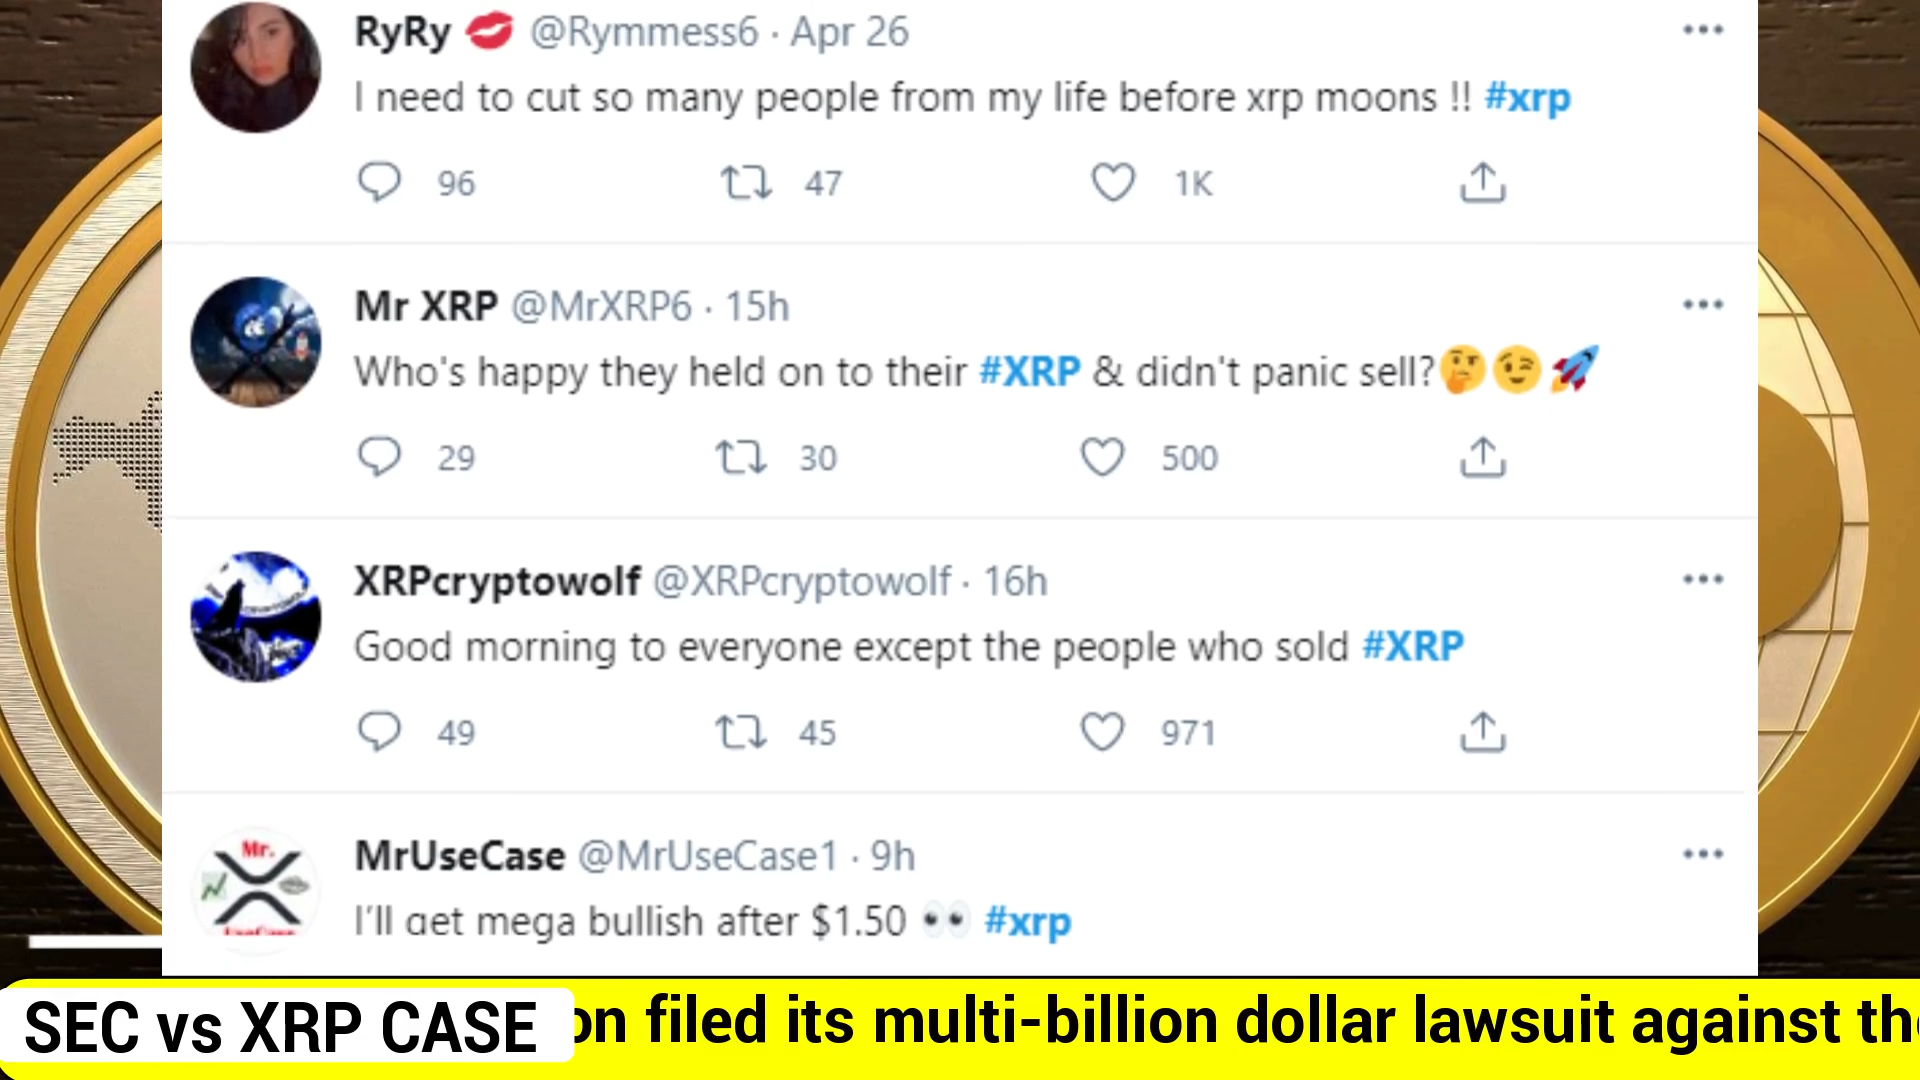 RyRy 💋 @Rymmess6 · Apr 26
I need to cut so many people from my life before xrp moons !! #xrp
96 47 1K
Mr XRP @MrXRP6 · 15h
Who's happy they held on to their #XRP & didn't panic sell?🤔😉🚀
29 30 500
XRPcryptowolf @XRPcryptowolf · 16h
Good morning to everyone except the people who sold #XRP
49 45 971
Mr.
MrUseCase @MrUseCase1 · 9h
I'll get mega bullish after $1.50 👀 #xrp
SEC vs XRP CASE
on filed its multi-billion dollar lawsuit against the